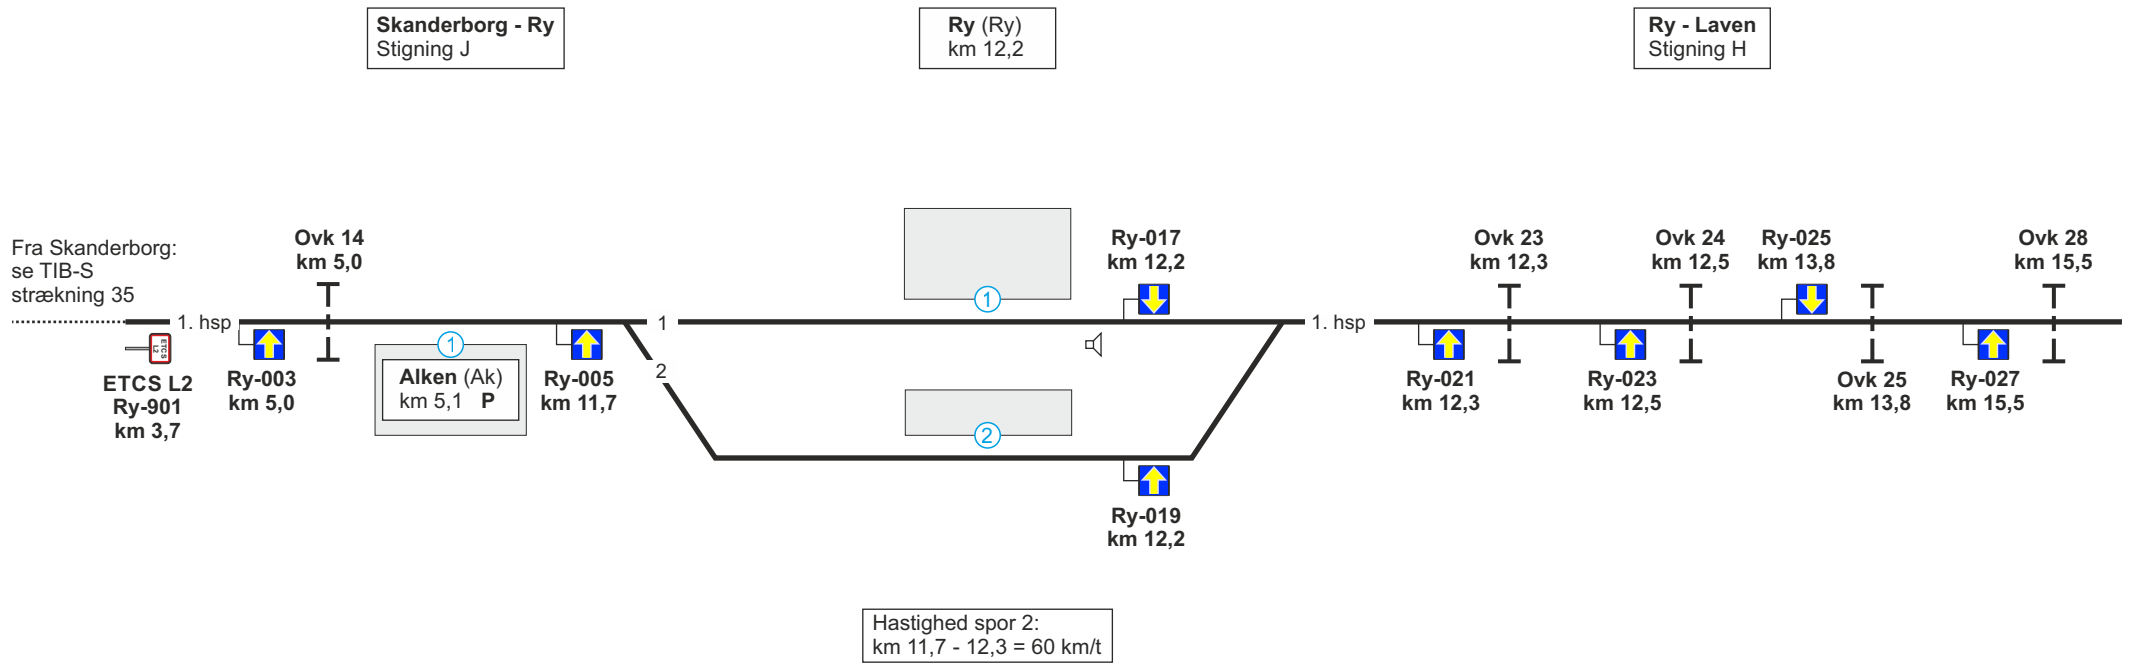 Skanderborg - Ry
Stigning J
Ry (Ry)
km 12,2
Ry - Laven
Stigning H
Fra Skanderborg:
se TIB-S
strækning 35
Ovk 14
km 5,0
Ry-017
km 12,2
Ovk 23
km 12,3
Ovk 24
km 12,5
Ry-025
km 13,8
Ovk 28
km 15,5
1
1. hsp
1
1. hsp
ETCS
L2
1
2
ETCS L2
Ry-901
km 3,7
Ry-003
km 5,0
Alken (Ak)
km 5,1 P
Ry-005
km 11,7
Ry-021
km 12,3
Ry-023
km 12,5
Ovk 25
km 13,8
Ry-027
km 15,5
2
Ry-019
km 12,2
Hastighed spor 2:
km 11,7 - 12,3 = 60 km/t